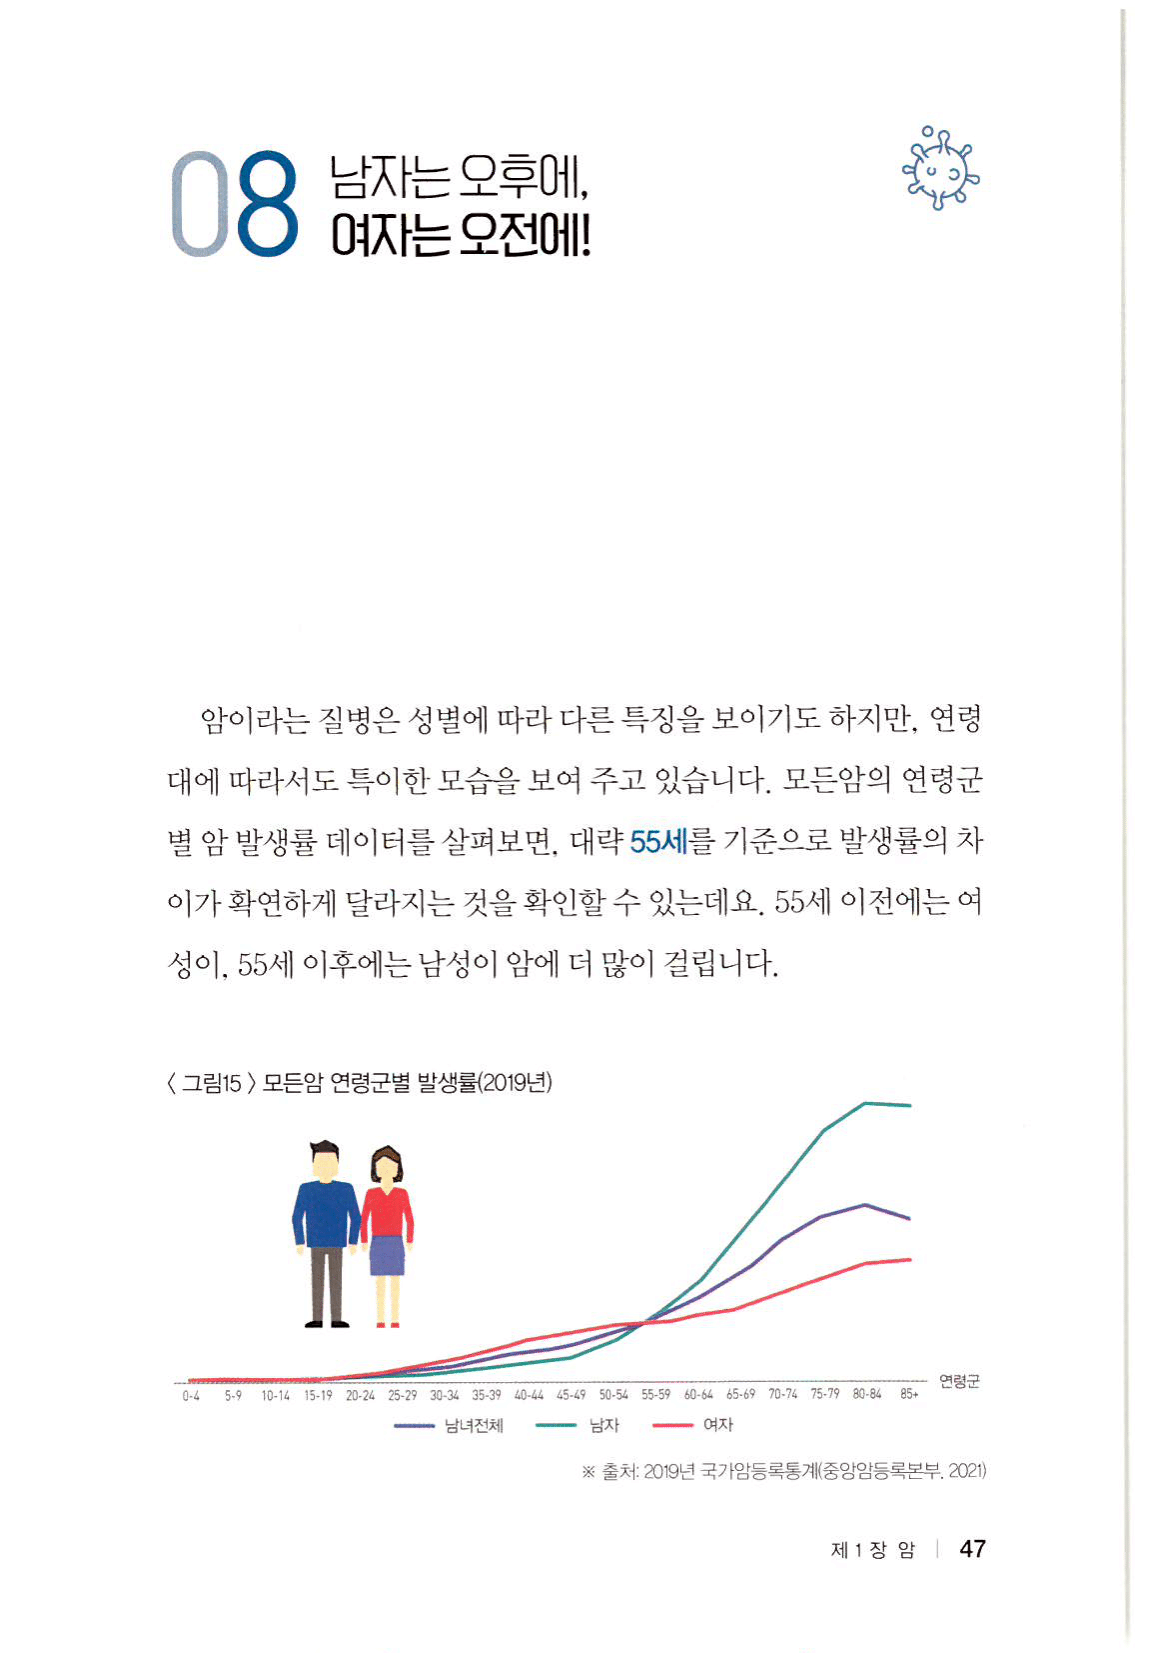 08
남자는 오후에,
여자는 오전에!
암이라는 질병은 성별에 따라 다른 특징을 보이기도 하지만, 연령
대에 따라서도 특이한 모습을 보여 주고 있습니다. 모든암의 연령군
별 암 발생률 데이터를 살펴보면, 대략 55세를 기준으로 발생률의 차
이가 확연하게 달라지는 것을 확인할 수 있는데요. 55세 이전에는 여
성이, 55세 이후에는 남성이 암에 더 많이 걸립니다.
〈 그림15 〉 모든암 연령군별 발생률(2019년)
0-4 5-9 10-14 15-19 20-24 25-29 30-34 35-39 40-44 45-49 50-54 55-59 60-64 65-69 70-74 75-79 80-84 85+ 연령군
남녀전체 남자 여자
※ 출처: 2019년 국가암등록통계(중앙암등록본부, 2021)
제 1 장 암 | 47